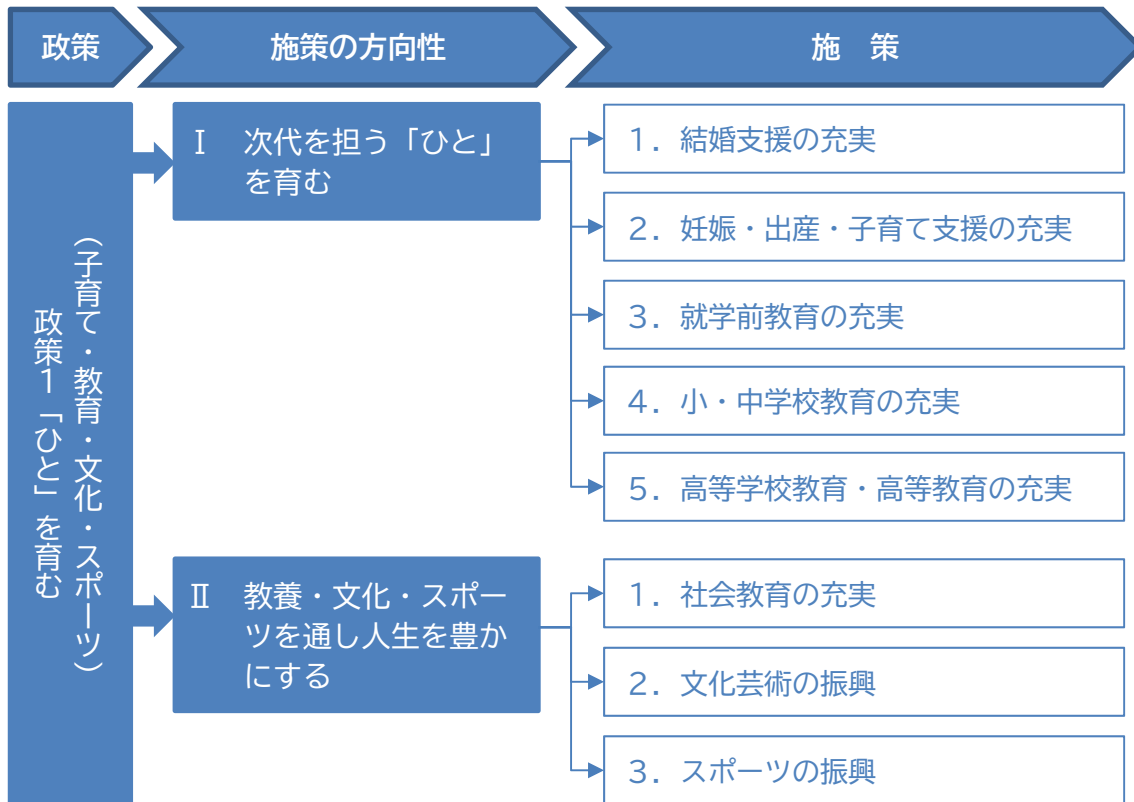 政策
施策の方向性
施　策
政策1「ひと」を育む
（子育て・教育・文化・スポーツ）
Ⅰ　次代を担う「ひと」
を育む
1．結婚支援の充実
2．妊娠・出産・子育て支援の充実
3．就学前教育の充実
4．小・中学校教育の充実
5．高等学校教育・高等教育の充実
Ⅱ　教養・文化・スポー
ツを通し人生を豊か
にする
1．社会教育の充実
2．文化芸術の振興
3．スポーツの振興